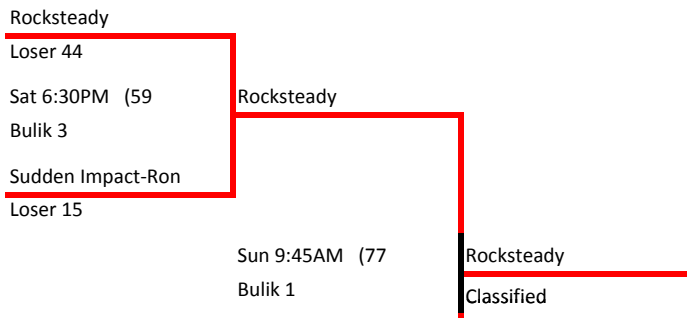 Rocksteady
Loser 44
Sat 6:30PM (59
Rocksteady
Bulik 3
Sudden Impact-Ron
Loser 15
Sun 9:45AM (77
Rocksteady
Bulik 1
Classified